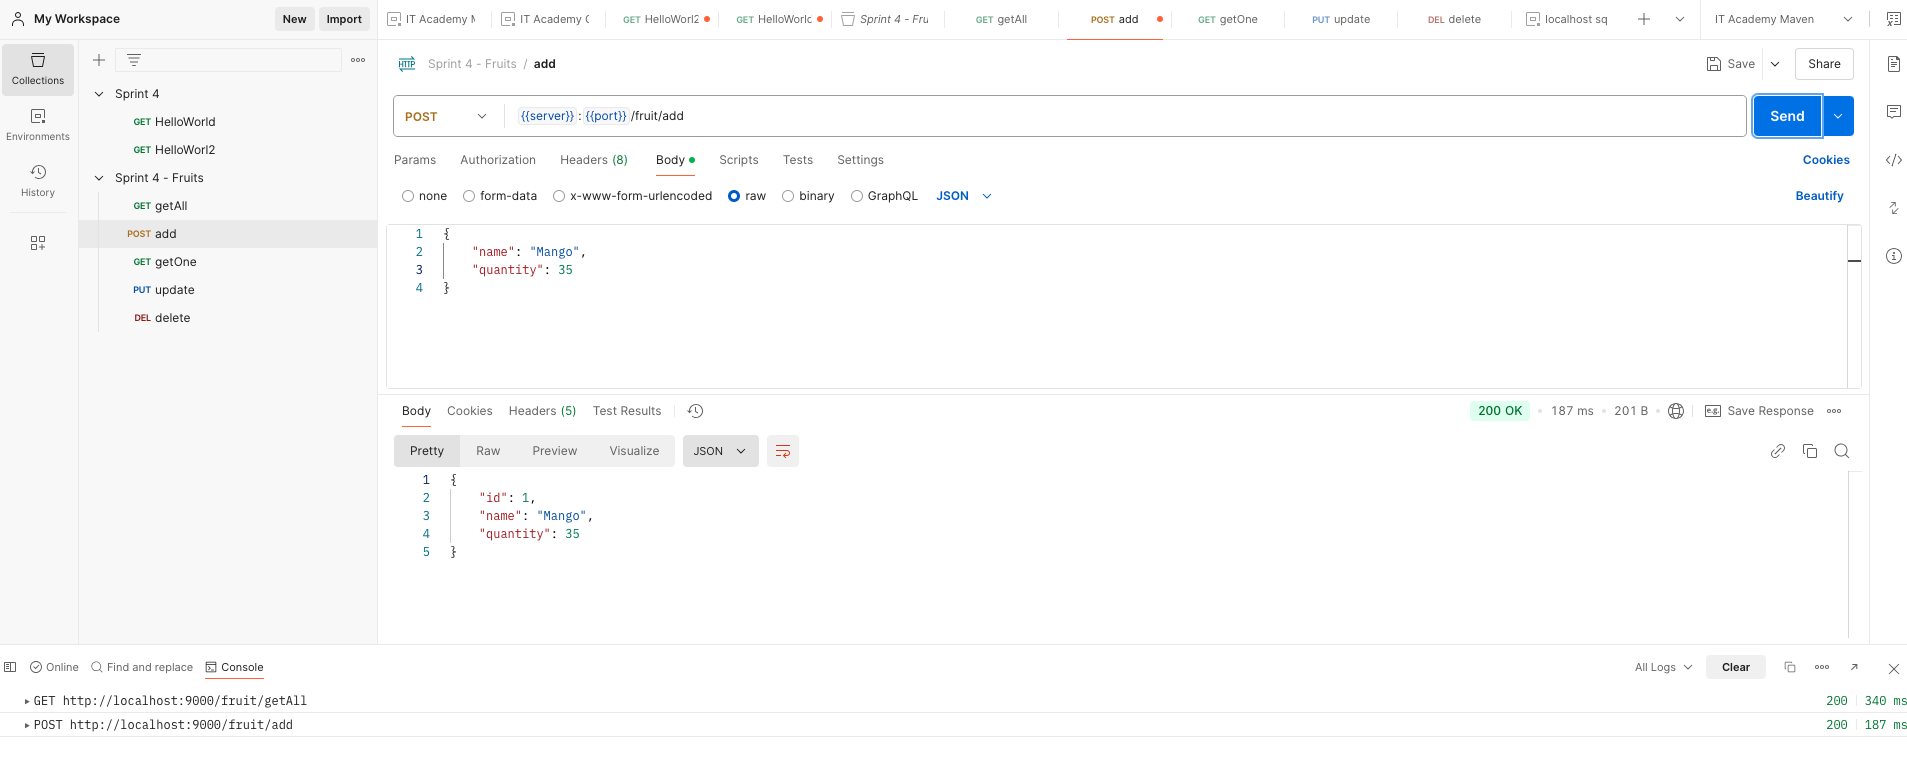 My Workspace
New
Import
IT Academy M
IT Academy C
GET HelloWorl2
GET HelloWorlc
Sprint 4 - Fru
GET getAll
POST add
GET getOne
PUT update
DEL delete
localhost sq
IT Academy Maven
Collections
Environments
History
Sprint 4
GET HelloWorld
GET HelloWorl2
Sprint 4 - Fruits
GET getAll
POST add
GET getOne
PUT update
DEL delete
HTTP Sprint 4 - Fruits / add
Save
Share
POST {{server}}:{{port}}/fruit/add
Send
Params Authorization Headers (8) Body Scripts Tests Settings
Cookies
none form-data x-www-form-urlencoded raw binary GraphQL JSON
Beautify
1 {
2 "name": "Mango",
3 "quantity": 35
4 }
Body Cookies Headers (5) Test Results
200 OK 187 ms 201 B e.g. Save Response
Pretty Raw Preview Visualize JSON
1 {
2 "id": 1,
3 "name": "Mango",
4 "quantity": 35
5 }
Online Find and replace Console
All Logs Clear
GET http://localhost:9000/fruit/getAll 200 340 ms
POST http://localhost:9000/fruit/add 200 187 ms